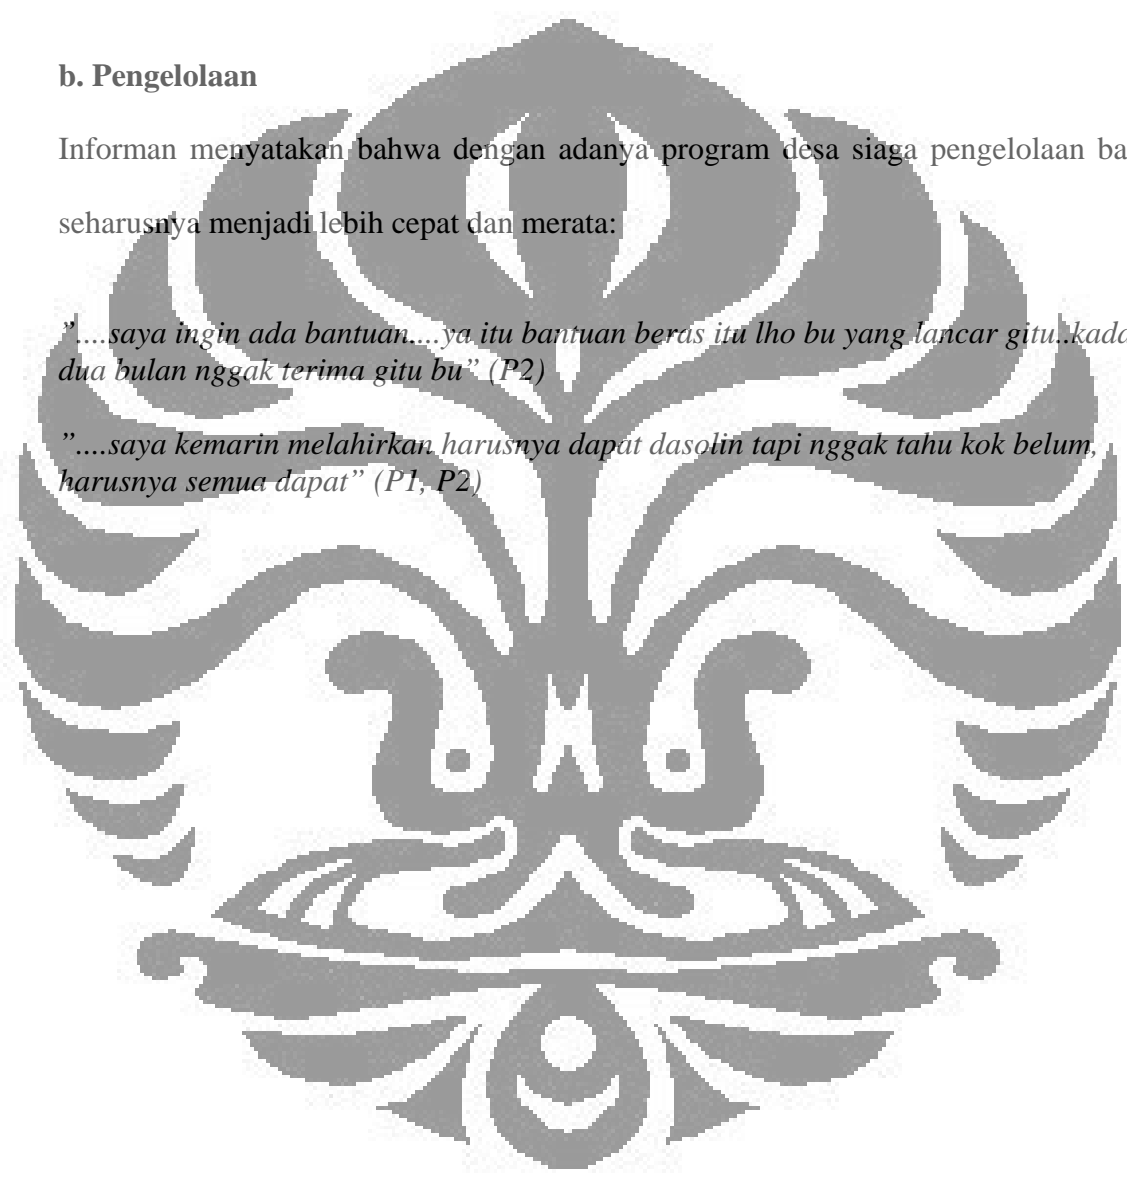 b. Pengelolaan
Informan menyatakan bahwa dengan adanya program desa siaga pengelolaan ba
seharusnya menjadi lebih cepat dan merata:
”....saya ingin ada bantuan....ya itu bantuan beras itu lho bu yang lancar gitu..kada
dua bulan nggak terima gitu bu” (P2)
”....saya kemarin melahirkan harusnya dapat dasolin tapi nggak tahu kok belum,
harusnya semua dapat” (P1, P2)